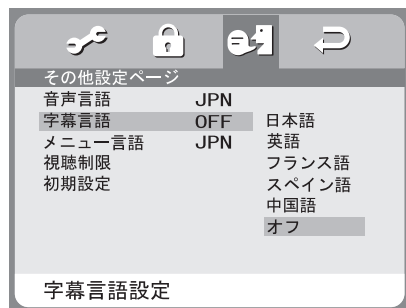 その他設定ページ
音声言語 JPN
字幕言語 OFF 日本語
メニュー言語 JPN 英語
視聴制限 フランス語
初期設定 スペイン語
中国語
オフ
字幕言語設定